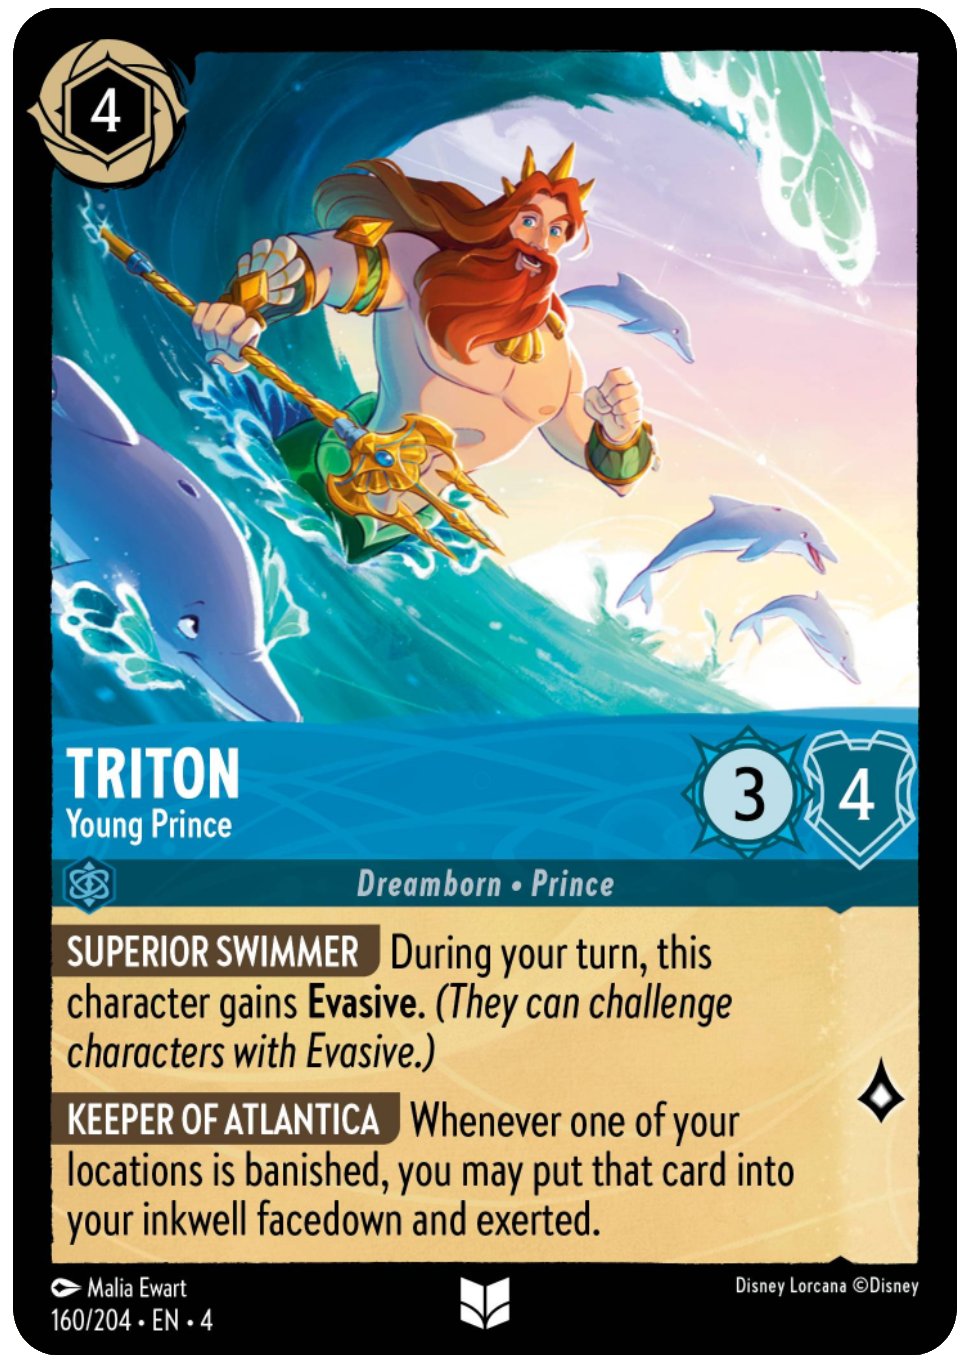 4
TRITON
Young Prince
3
4
Dreamborn • Prince
SUPERIOR SWIMMER During your turn, this
character gains Evasive. (They can challenge
characters with Evasive.)
KEEPER OF ATLANTICA Whenever one of your
locations is banished, you may put that card into
your inkwell facedown and exerted.
Malia Ewart
160/204 • EN • 4
Disney Lorcana ©Disney